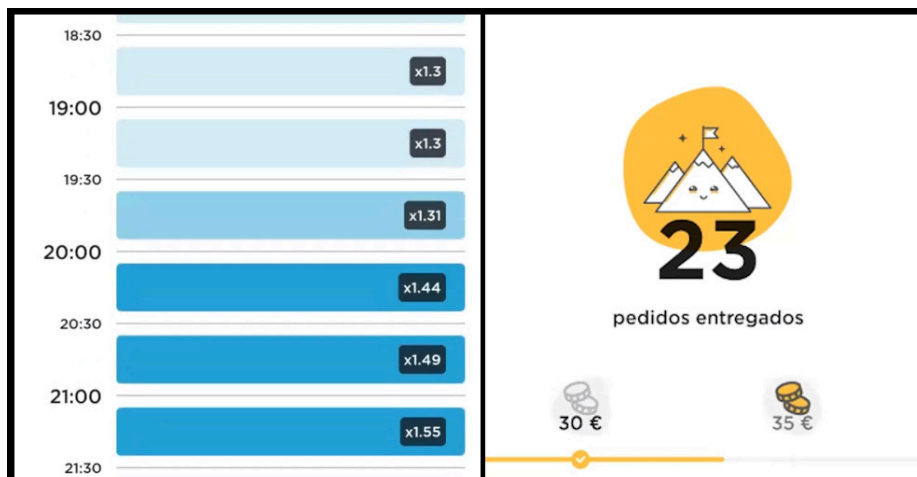 18:30
x1.3
19:00
x1.3
19:30
x1.31
20:00
x1.44
20:30
x1.49
21:00
x1.55
21:30
23
pedidos entregados
30 €
35 €